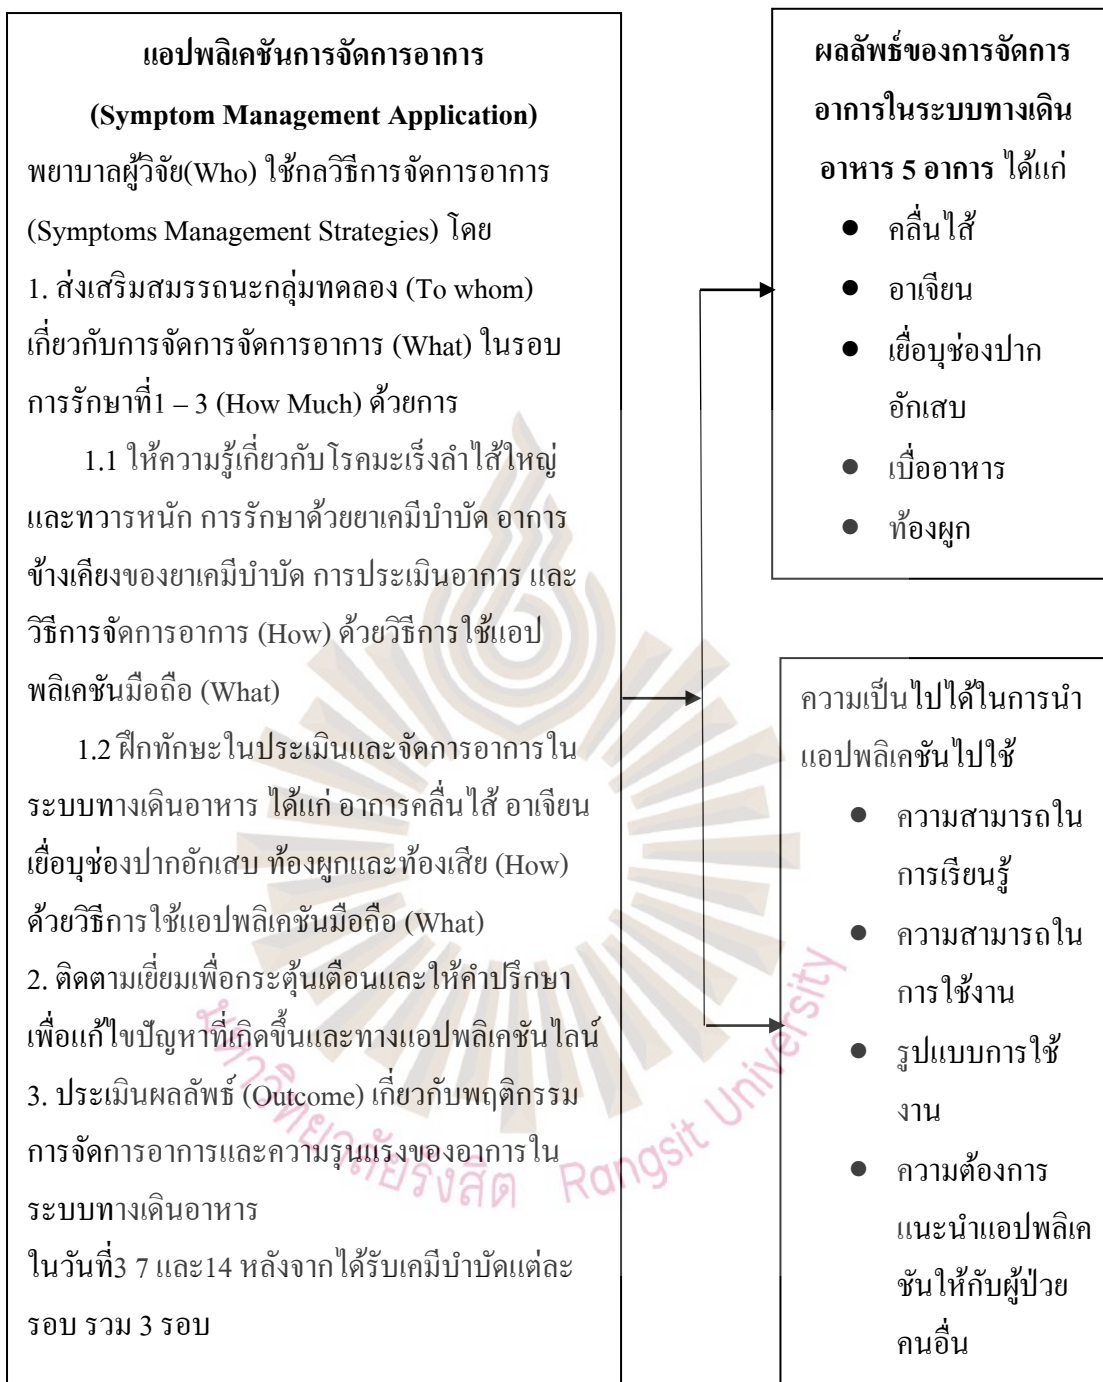 แอปพลิเคชันการจัดการอาการ
(Symptom Management Application)
พยาบาลผู้วิจัย(Who) ใช้กลวิธีการจัดการอาการ
(Symptoms Management Strategies) โดย
1. ส่งเสริมสมรรถนะกลุ่มทดลอง (To whom)
เกี่ยวกับการจัดการจัดการอาการ (What) ในรอบ
การรักษาที่1 – 3 (How Much) ด้วยการ
1.1 ให้ความรู้เกี่ยวกับโรคมะเร็งลำไส้ใหญ่
และทวารหนัก การรักษาด้วยยาเคมีบำบัด อาการ
ข้างเคียงของยาเคมีบำบัด การประเมินอาการ และ
วิธีการจัดการอาการ (How) ด้วยวิธีการใช้แอป
พลิเคชันมือถือ (What)
1.2 ฝึกทักษะในประเมินและจัดการอาการใน
ระบบทางเดินอาหาร ได้แก่ อาการคลื่นไส้ อาเจียน
เยื่อบุช่องปากอักเสบ ท้องผูกและท้องเสีย (How)
ด้วยวิธีการใช้แอปพลิเคชันมือถือ (What)
2. ติดตามเยี่ยมเพื่อกระตุ้นเตือนและให้คำปรึกษา
เพื่อแก้ไขปัญหาที่เกิดขึ้นและทางแอปพลิเคชันไลน์
3. ประเมินผลลัพธ์ (Outcome) เกี่ยวกับพฤติกรรม
การจัดการอาการและความรุนแรงของอาการใน
ระบบทางเดินอาหาร
ในวันที่3 7 และ14 หลังจากได้รับเคมีบำบัดแต่ละ
รอบ รวม 3 รอบ
ผลลัพธ์ของการจัดการ
อาการในระบบทางเดิน
อาหาร 5 อาการ ได้แก่
● คลื่นไส้
● อาเจียน
● เยื่อบุช่องปาก
อักเสบ
● เบื่ออาหาร
● ท้องผูก
ความเป็นไปได้ในการนำ
แอปพลิเคชันไปใช้
● ความสามารถใน
การเรียนรู้
● ความสามารถใน
การใช้งาน
● รูปแบบการใช้
งาน
● ความต้องการ
แนะนำแอปพลิเค
ชันให้กับผู้ป่วย
คนอื่น
มหาวิทยาลัยรังสิต Rangsit University